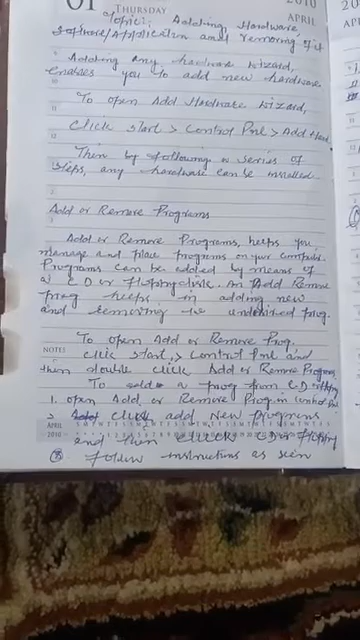 01 THURSDAY
2010
APRIL
Topic:, Adding, Hardware,
Software/Application and removing of it
Adding any hardware wizard,
enables you to add new hardware
To open Add Hardware wizard,
Click start > Control Pnl > Add Hard.
Then by following a series of
steps, any hardware can be installed
Add or Remove Programs
Add or Remove Programs, helps you
manage and place programs on your computer.
Programs can be added by means of
a CD or floppy disk. An Add Remove
prog helps in adding new
and removing the undesired prog.
To open Add or Remove Prog,
NOTES
click start, > Control Pnl and
then double click Add or Remove Programs
To add a prog from CD or floppy
1. open Add, or Remove Prog. in control Pnl
2. click add new programs
APRIL
2010
and then click CD or Floppy
③ Follow instructions as seen